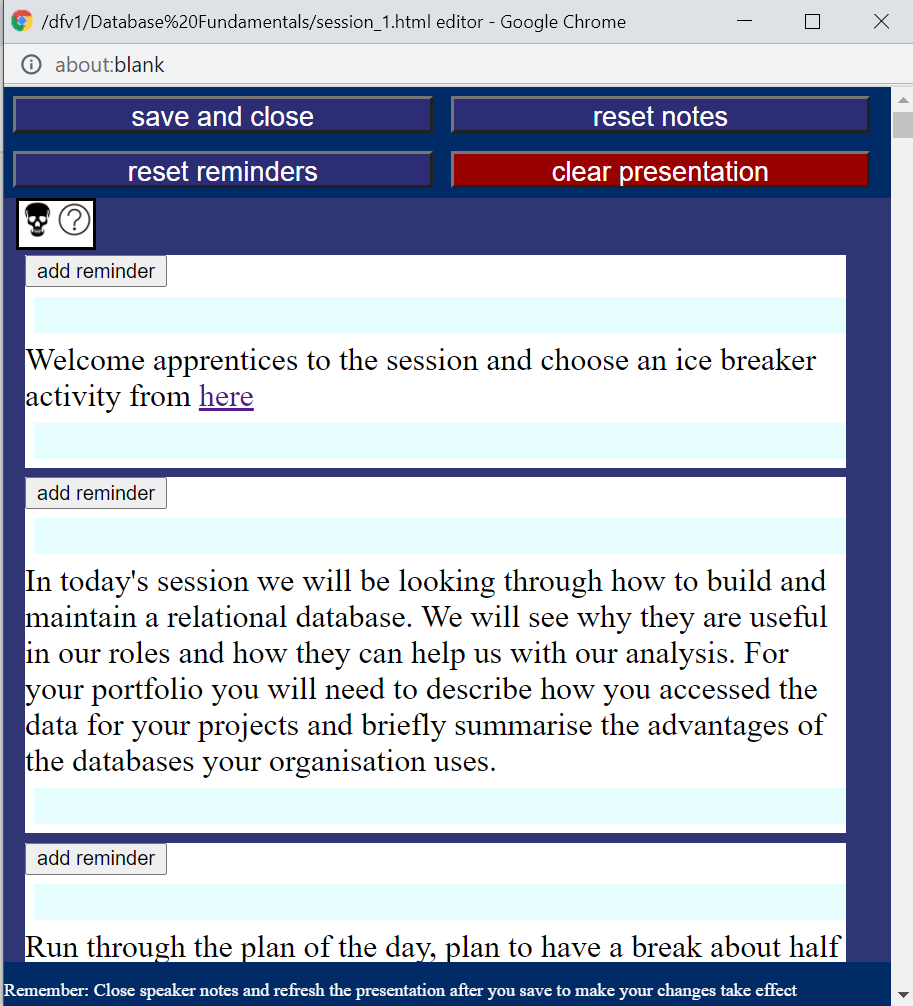 /dfv1/Database%20Fundamentals/session_1.html editor - Google Chrome
about:blank
save and close
reset notes
reset reminders
clear presentation
?
add reminder
Welcome apprentices to the session and choose an ice breaker
activity from here
add reminder
In today's session we will be looking through how to build and
maintain a relational database. We will see why they are useful
in our roles and how they can help us with our analysis. For
your portfolio you will need to describe how you accessed the
data for your projects and briefly summarise the advantages of
the databases your organisation uses.
add reminder
Run through the plan of the day, plan to have a break about half
Remember: Close speaker notes and refresh the presentation after you save to make your changes take effect